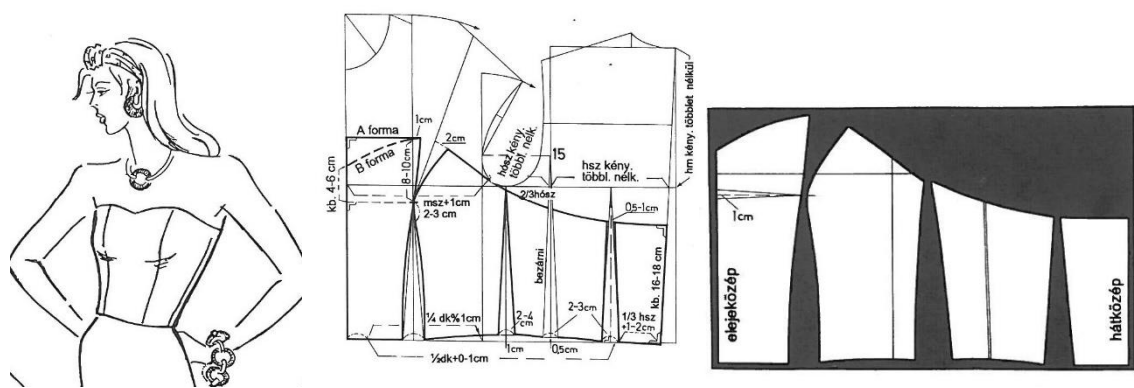 A forma
B forma
1cm
2cm
kb. 4-6 cm
8-10cm
hósz kény.
többl. nélk.
15
hsz kény.
többl. nélk.
hm kény. többlet nélkül
msz+1cm
2-3 cm
2/3hósz
0,5-1cm
bezárni
kb. 16-18 cm
¼ dk%1cm
2-4
cm
2-3cm
1/3 hsz
+1-2cm
1cm
0,5cm
½dk+0-1cm
1cm
elejeközép
hátközép